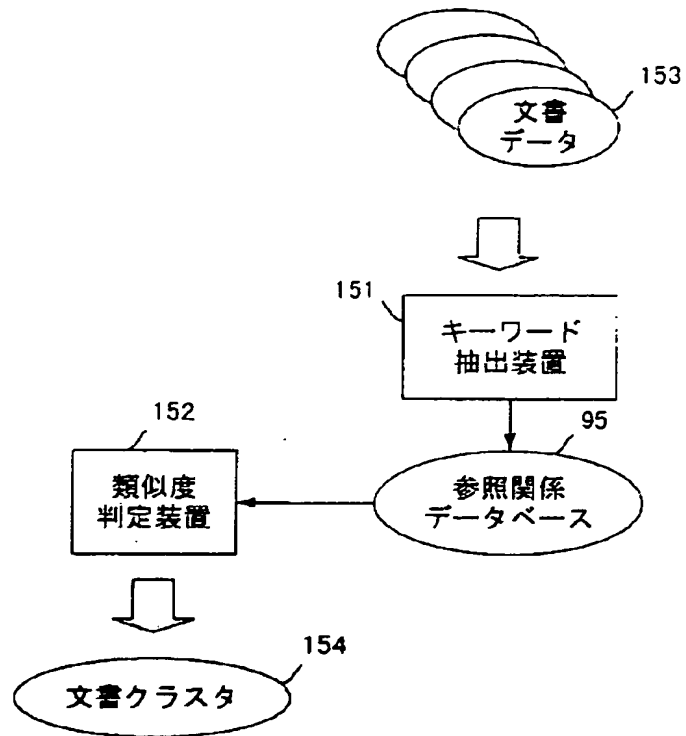 153
文書
データ
151
キーワード
抽出装置
95
参照関係
データベース
152
類似度
判定装置
154
文書クラスタ